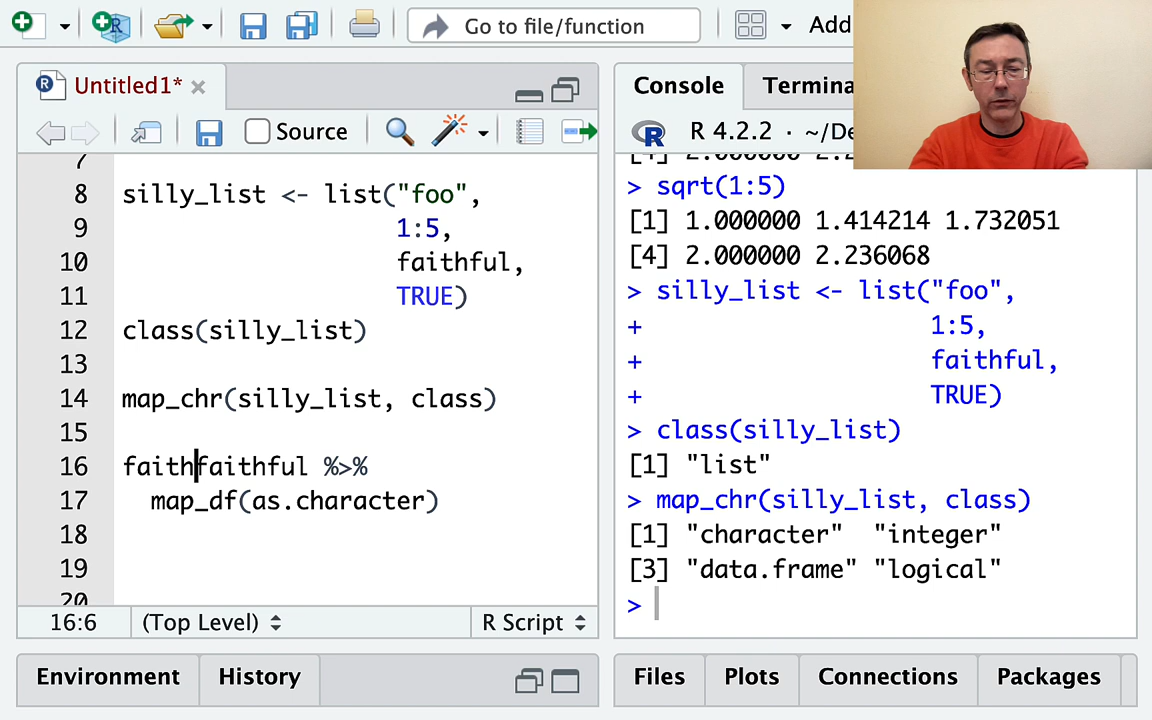 Go to file/function
Add
Untitled1*
Source
7
8 silly_list <- list("foo",
9 1:5,
10 faithful,
11 TRUE)
12 class(silly_list)
13
14 map_chr(silly_list, class)
15
16 faithfaithful %>%
17 map_df(as.character)
18
19
20
16:6 (Top Level) R Script
Environment History
Console Termina
R 4.2.2 · ~/De
> sqrt(1:5)
[1] 1.000000 1.414214 1.732051
[4] 2.000000 2.236068
> silly_list <- list("foo",
+ 1:5,
+ faithful,
+ TRUE)
> class(silly_list)
[1] "list"
> map_chr(silly_list, class)
[1] "character" "integer"
[3] "data.frame" "logical"
>
Files Plots Connections Packages